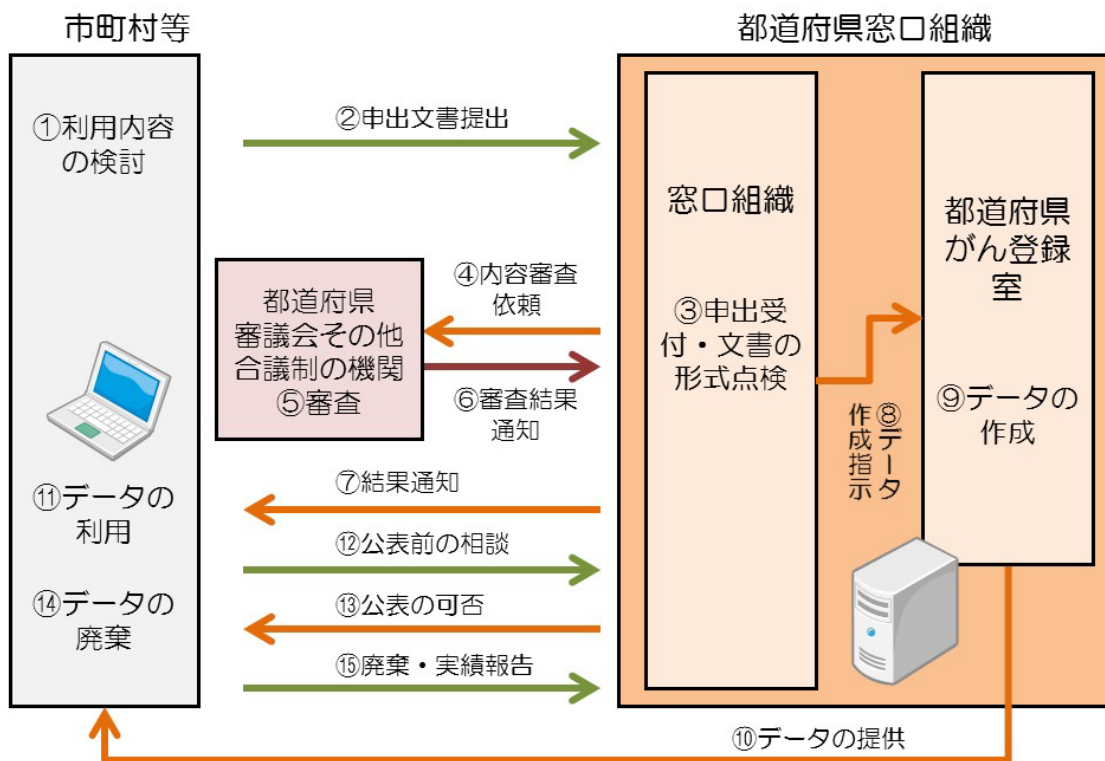 市町村等
都道府県窓口組織
①利用内容
の検討
②申出文書提出
窓口組織
③申出受
付・文書の
形式点検
都道府県
がん登録
室
④内容審査
依頼
都道府県
審議会その他
合議制の機関
⑤審査
⑥審査結果
通知
⑧データ
作成指示
⑨データの
作成
⑦結果通知
⑪データの
利用
⑫公表前の相談
⑬公表の可否
⑭データの
廃棄
⑮廃棄・実績報告
⑩データの提供